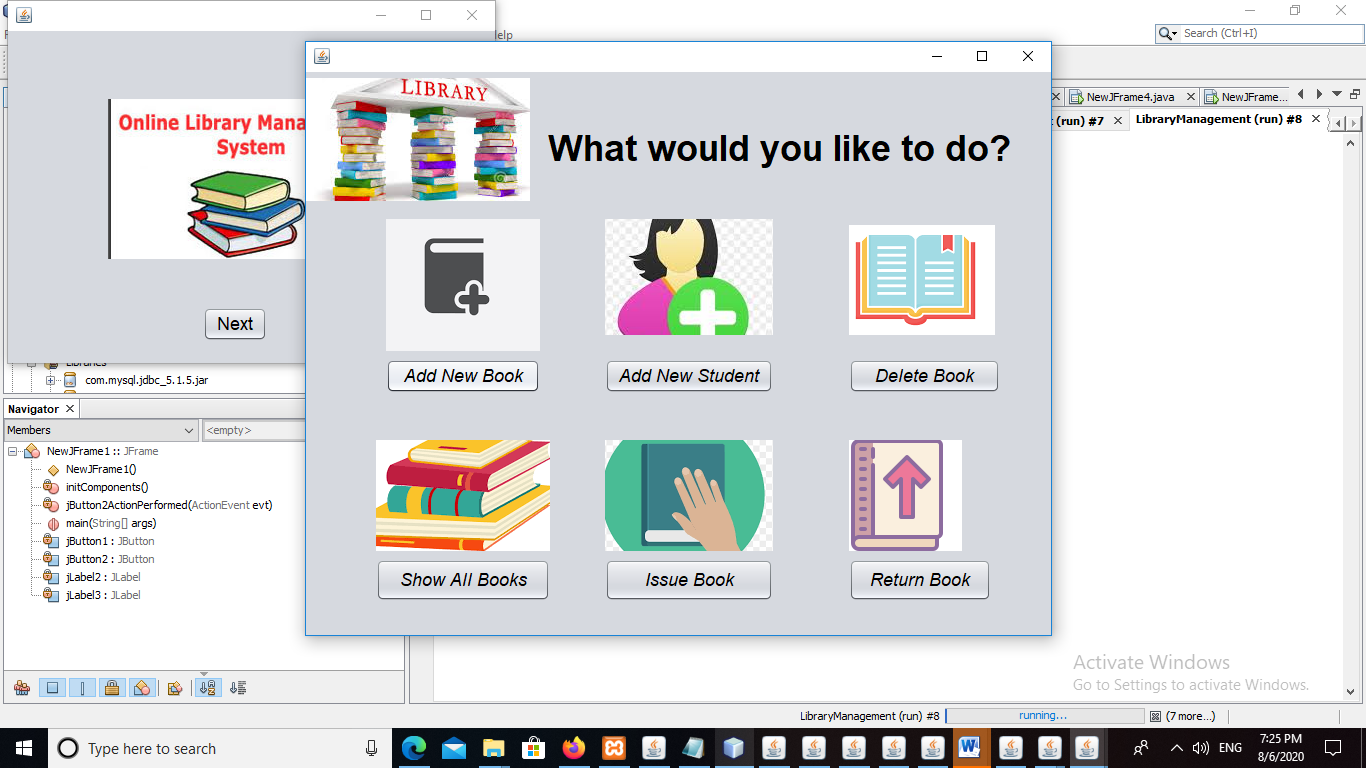 elp
Search (Ctrl+I)
NewJFrame4.java
NewJFrame...
t (run) #7
LibraryManagement (run) #8
LIBRARY
What would you like to do?
Online Library Mana
System
Next
Add New Book
Add New Student
Delete Book
Show All Books
Issue Book
Return Book
Libraries
com.mysql.jdbc_5.1.5.jar
Navigator
Members
<empty>
NewJFrame1 :: JFrame
NewJFrame1()
initComponents()
jButton2ActionPerformed(ActionEvent evt)
main(String[] args)
jButton1 : JButton
jButton2 : JButton
jLabel2 : JLabel
jLabel3 : JLabel
Activate Windows
Go to Settings to activate Windows.
LibraryManagement (run) #8
running...
(7 more...)
Type here to search
ENG
7:25 PM
8/6/2020